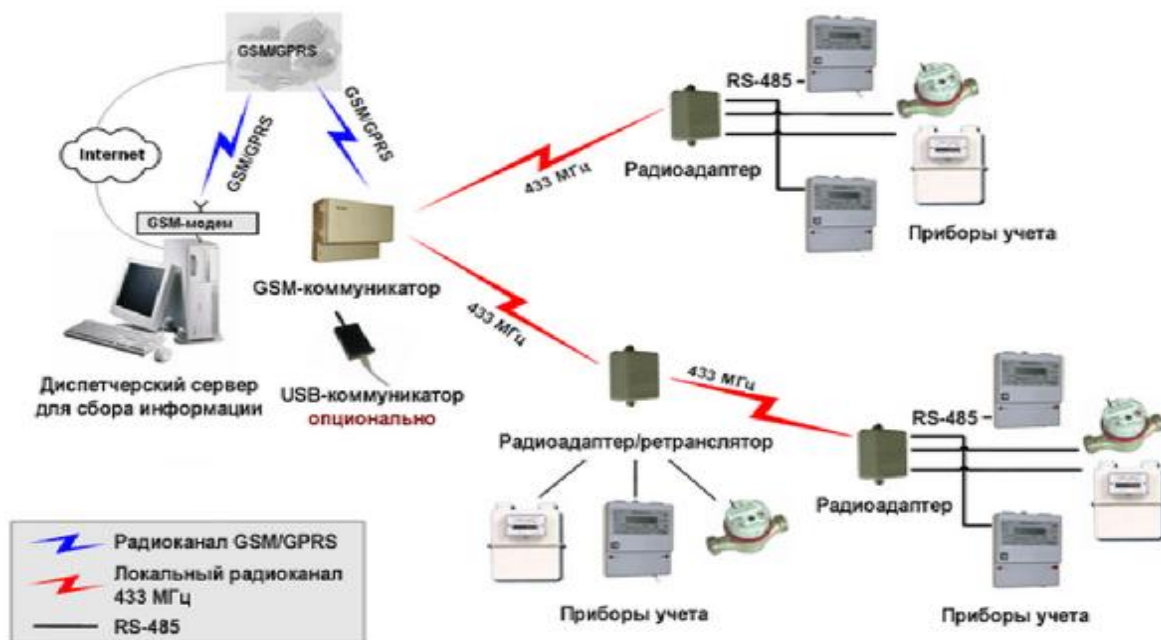 GSM/GPRS
GSM/GPRS
GSM/GPRS
Internet
GSM-модем
Диспетчерский сервер
для сбора информации
GSM-коммуникатор
USB-коммуникатор
опционально
433 МГц
Радиоадаптер
RS-485
Приборы учета
433 МГц
Радиоадаптер/ретранслятор
Приборы учета
433 МГц
Радиоадаптер
RS-485
Приборы учета
Радиоканал GSM/GPRS
Локальный радиоканал
433 МГц
RS-485